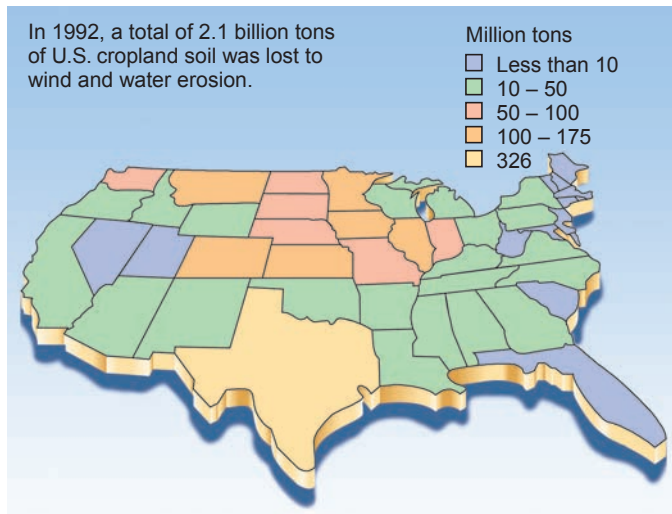 In 1992, a total of 2.1 billion tons
of U.S. cropland soil was lost to
wind and water erosion.
Million tons
Less than 10
10 – 50
50 – 100
100 – 175
326